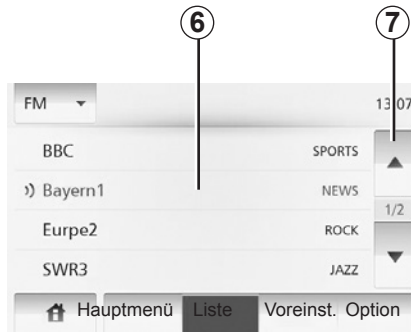 6 7
FM 13:07
BBC SPORTS
Bayern1 NEWS
1/2
Eurpe2 ROCK
SWR3 JAZZ
Hauptmenü Liste Voreinst. Option